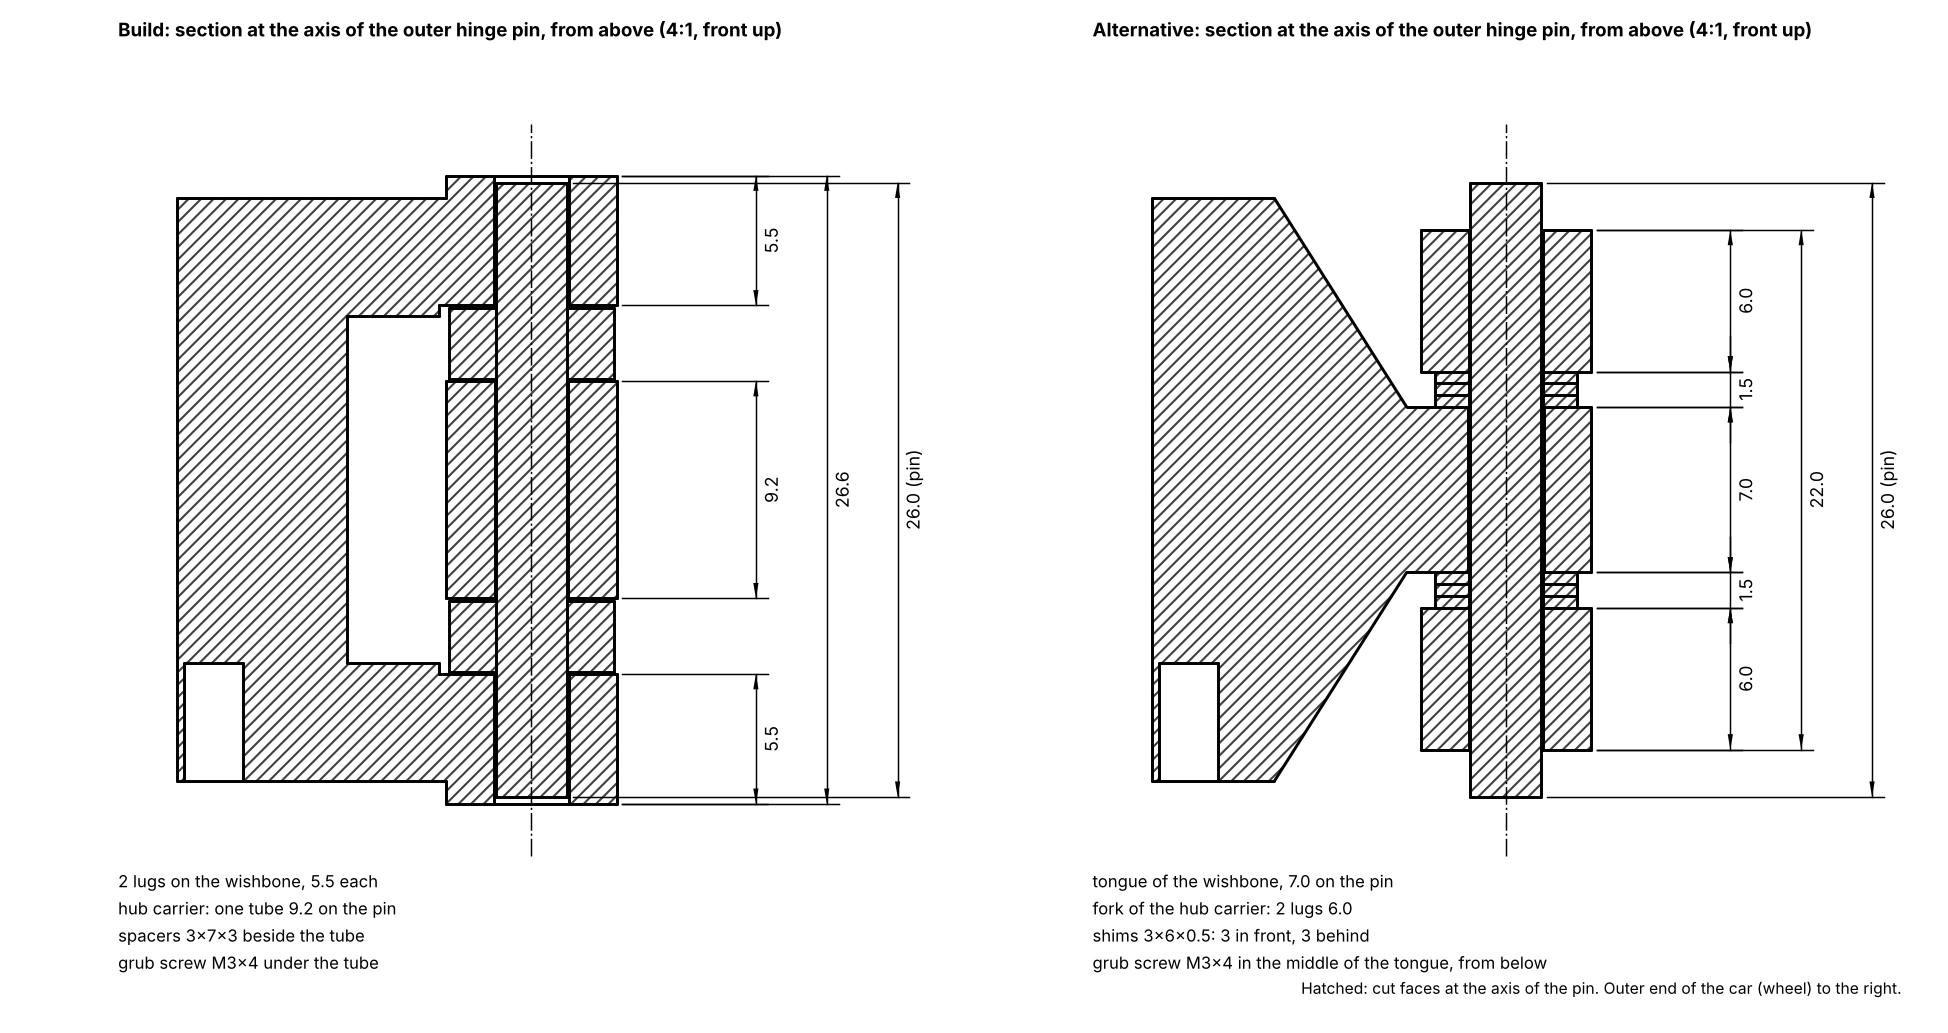 Build: section at the axis of the outer hinge pin, from above (4:1, front up)
5.5
9.2
5.5
26.6
26.0 (pin)
2 lugs on the wishbone, 5.5 each
hub carrier: one tube 9.2 on the pin
spacers 3×7×3 beside the tube
grub screw M3×4 under the tube
Alternative: section at the axis of the outer hinge pin, from above (4:1, front up)
6.0
1.5
7.0
1.5
6.0
22.0
26.0 (pin)
tongue of the wishbone, 7.0 on the pin
fork of the hub carrier: 2 lugs 6.0
shims 3×6×0.5: 3 in front, 3 behind
grub screw M3×4 in the middle of the tongue, from below
Hatched: cut faces at the axis of the pin. Outer end of the car (wheel) to the right.